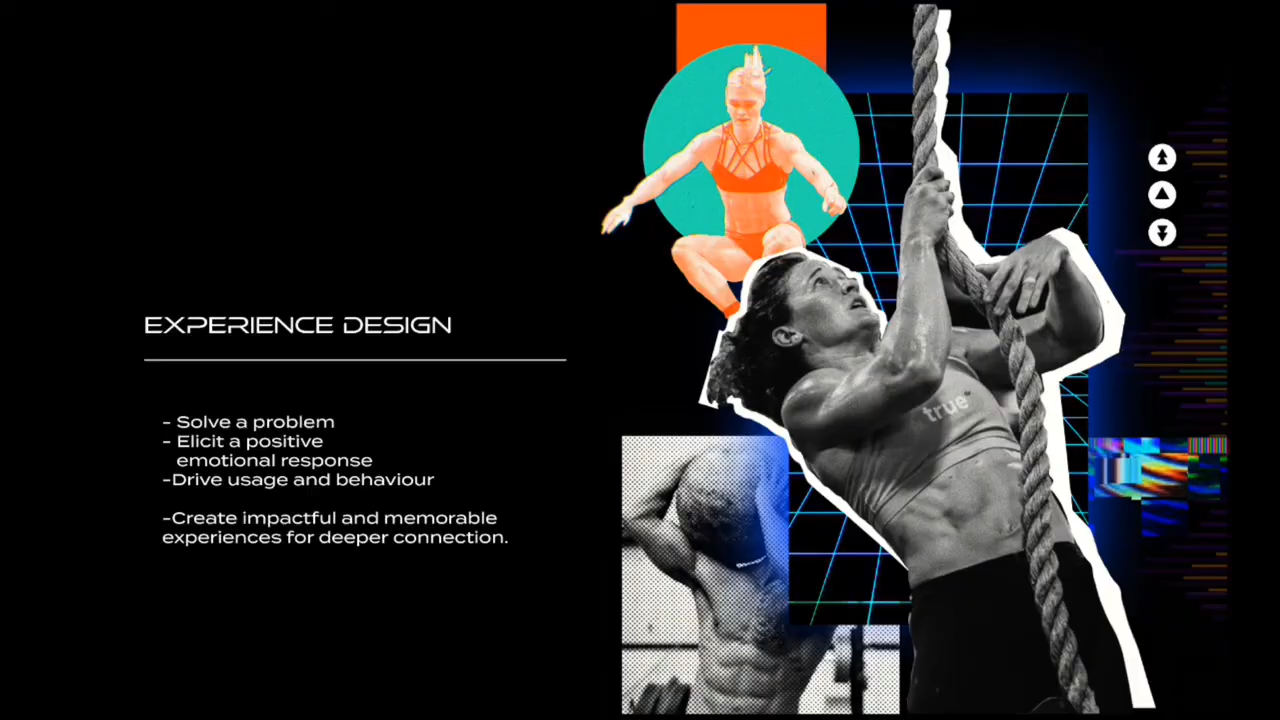 EXPERIENCE DESIGN
- Solve a problem
- Elicit a positive
emotional response
-Drive usage and behaviour
-Create impactful and memorable
experiences for deeper connection.
true